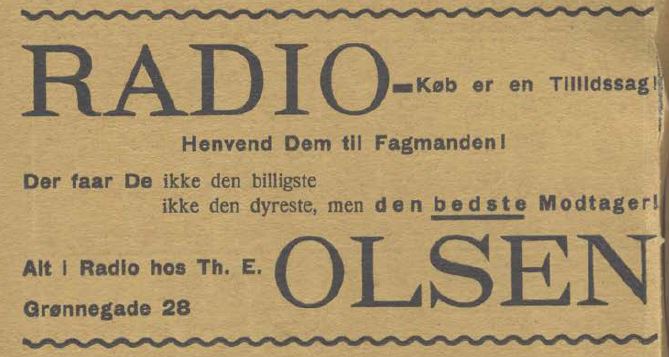 RADIO-Køb er en Tillidssag!
Henvend Dem til Fagmanden!
Der faar De ikke den billigste
ikke den dyreste, men den bedste Modtager!
Alt i Radio hos Th. E. OLSEN
Grønnegade 28